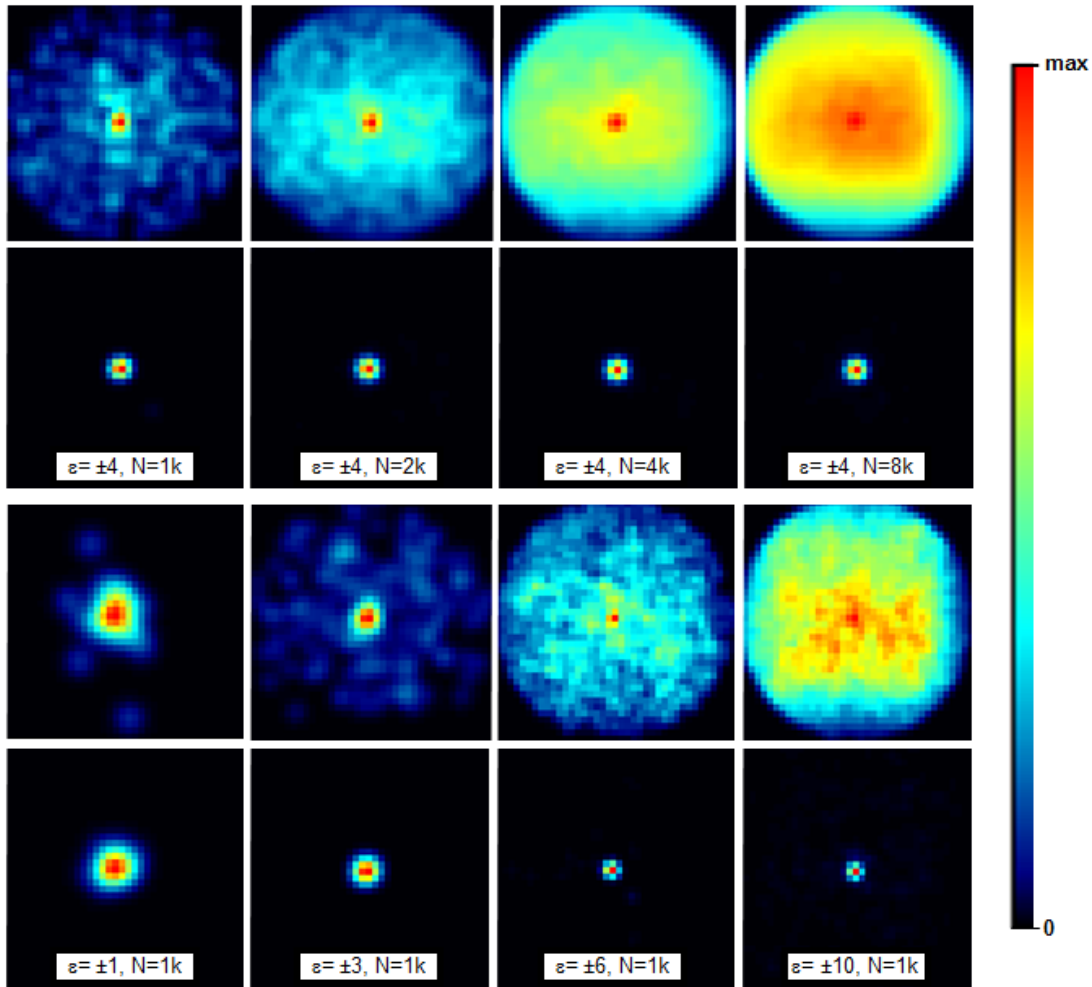 max
ε= ±4, N=1k
ε= ±4, N=2k
ε= ±4, N=4k
ε= ±4, N=8k
ε= ±1, N=1k
ε= ±3, N=1k
ε= ±6, N=1k
ε= ±10, N=1k
0